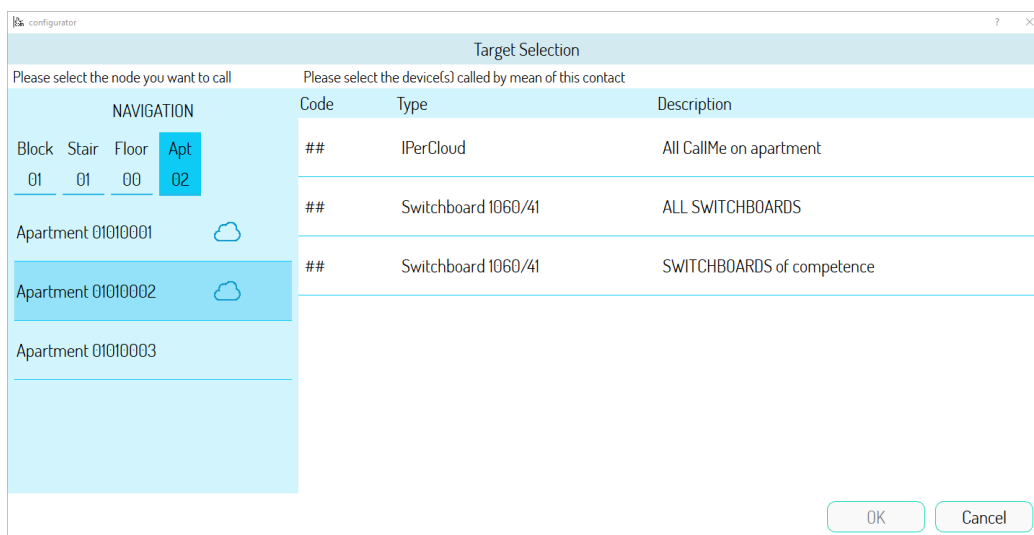 configurator
Target Selection
Please select the node you want to call
Please select the device(s) called by mean of this contact
NAVIGATION
Block Stair Floor Apt
01 01 00 02
Apartment 01010001
Apartment 01010002
Apartment 01010003
Code Type Description
## IPerCloud All CallMe on apartment
## Switchboard 1060/41 ALL SWITCHBOARDS
## Switchboard 1060/41 SWITCHBOARDS of competence
OK Cancel